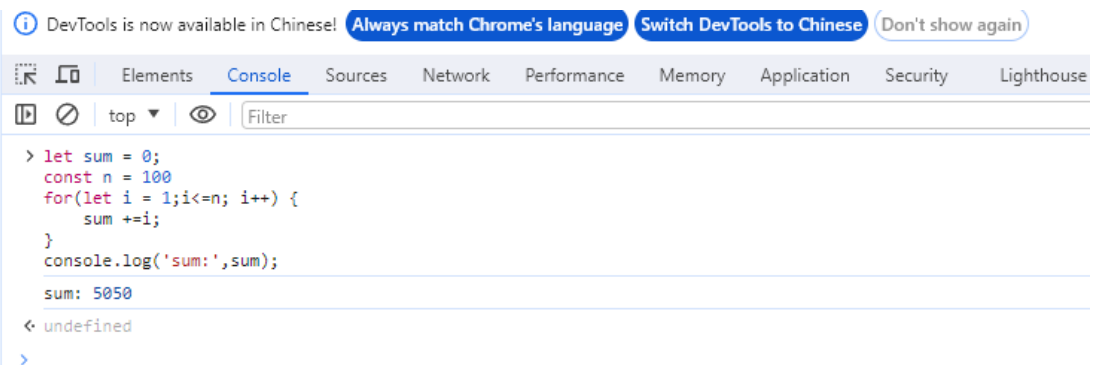 DevTools is now available in Chinese! Always match Chrome's language Switch DevTools to Chinese Don't show again
Elements Console Sources Network Performance Memory Application Security Lighthouse
top Filter
let sum = 0;
const n = 100
for(let i = 1;i<=n; i++) {
    sum +=i;
}
console.log('sum:',sum);
sum: 5050
undefined